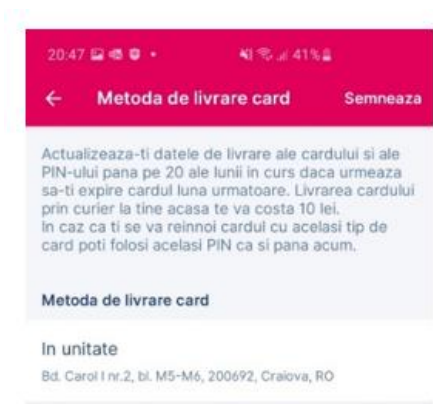 20:47 41%
Metoda de livrare card Semneaza
Actualizeaza-ti datele de livrare ale cardului si ale
PIN-ului pana pe 20 ale lunii in curs daca urmeaza
sa-ti expire cardul luna urmatoare. Livrarea cardului
prin curier la tine acasa te va costa 10 lei.
In caz ca ti se va reinnoi cardul cu acelasi tip de
card poti folosi acelasi PIN ca si pana acum.
Metoda de livrare card
In unitate
Bd. Carol I nr.2, bl. M5-M6, 200692, Craiova, RO